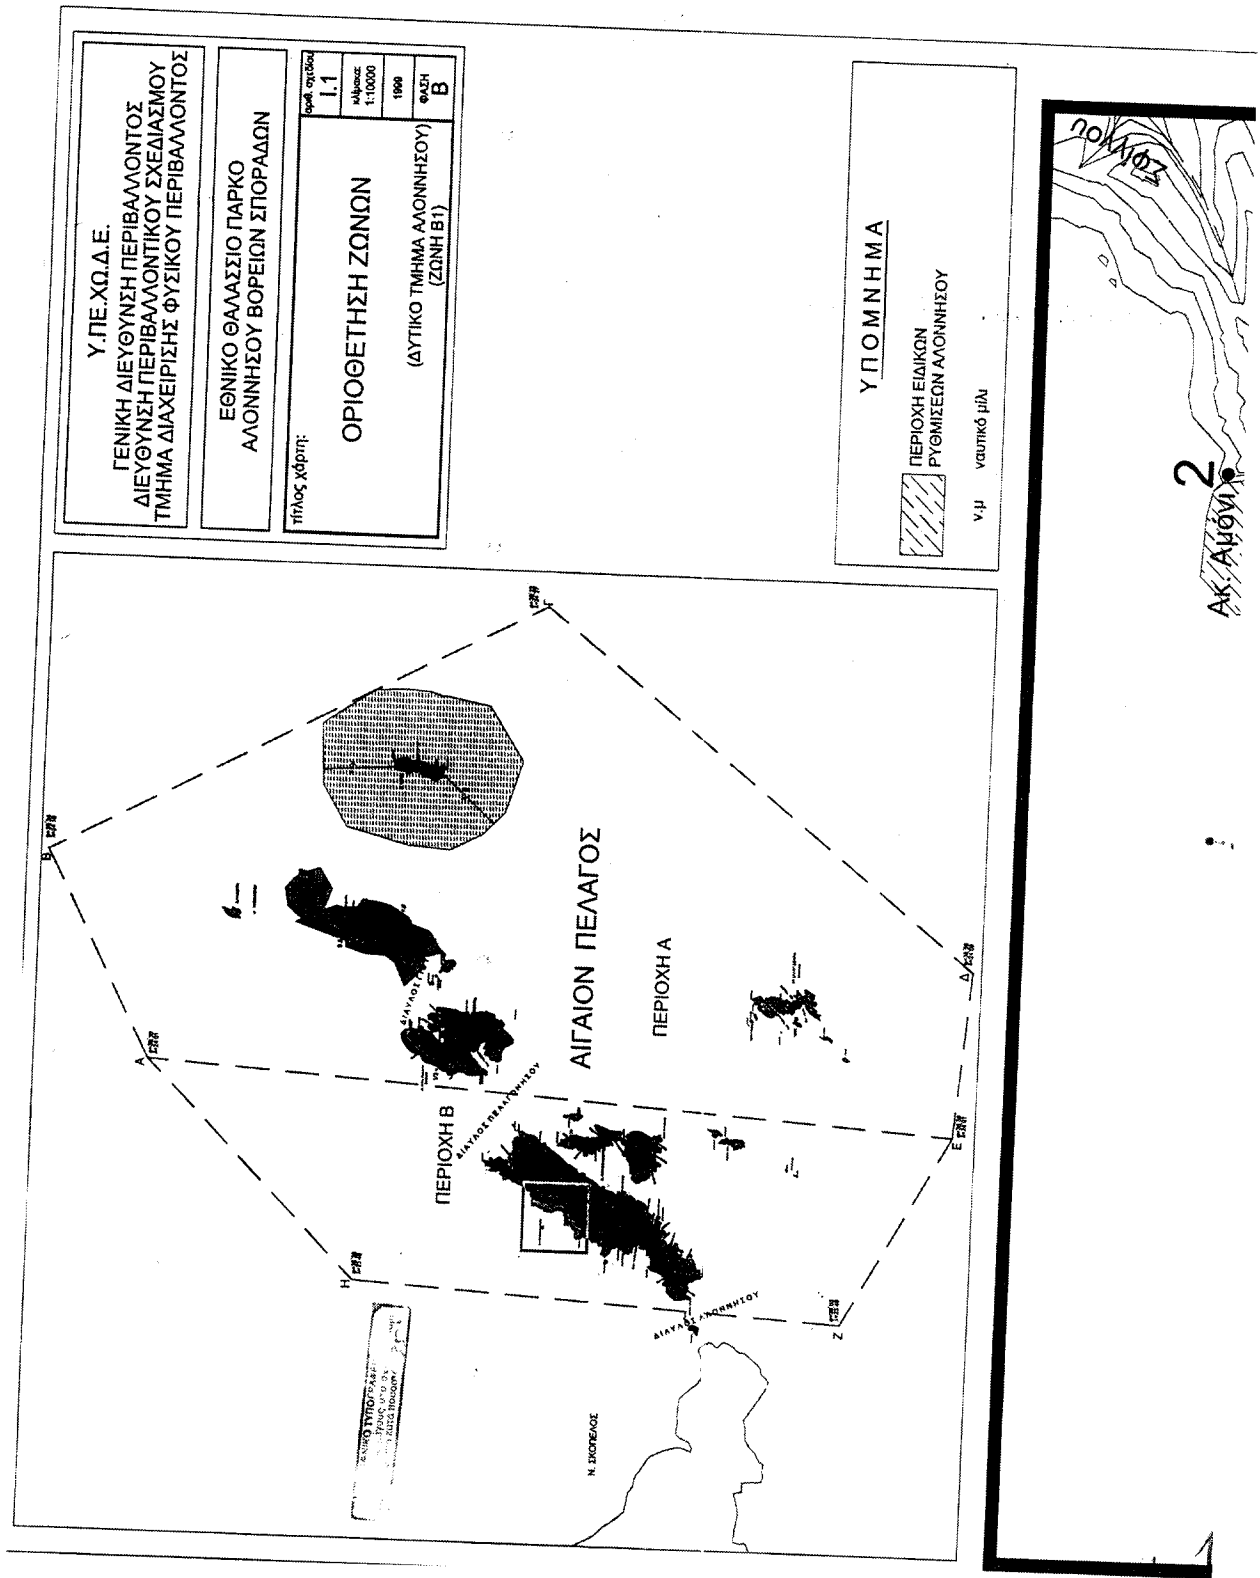 Υ.ΠΕ.ΧΩ.Δ.Ε.
ΓΕΝΙΚΗ ΔΙΕΥΘΥΝΣΗ ΠΕΡΙΒΑΛΛΟΝΤΟΣ
ΔΙΕΥΘΥΝΣΗ ΠΕΡΙΒΑΛΛΟΝΤΙΚΟΥ ΣΧΕΔΙΑΣΜΟΥ
ΤΜΗΜΑ ΔΙΑΧΕΙΡΙΣΗΣ ΦΥΣΙΚΟΥ ΠΕΡΙΒΑΛΛΟΝΤΟΣ
ΕΘΝΙΚΟ ΘΑΛΑΣΣΙΟ ΠΑΡΚΟ
ΑΛΟΝΝΗΣΟΥ ΒΟΡΕΙΩΝ ΣΠΟΡΑΔΩΝ
τίτλος χάρτη:
ΟΡΙΟΘΕΤΗΣΗ ΖΩΝΩΝ
(ΔΥΤΙΚΟ ΤΜΗΜΑ ΑΛΟΝΝΗΣΟΥ)
(ΖΩΝΗ Β1)
αριθ. σχεδίου
Ι.1
κλίμακα:
1:10000
1999
ΦΑΣΗ
Β
ΥΠΟΜΝΗΜΑ
ΠΕΡΙΟΧΗ ΕΙΔΙΚΩΝ
ΡΥΘΜΙΣΕΩΝ ΑΛΟΝΝΗΣΟΥ
ν.μ ναυτικό μίλι
Β
Γ
Α
Δ
Η
Ε
Ζ
ΑΙΓΑΙΟΝ ΠΕΛΑΓΟΣ
ΠΕΡΙΟΧΗ Α
ΠΕΡΙΟΧΗ Β
ΔΙΑΥΛΟΣ
ΔΙΑΥΛΟΣ ΠΕΛΑΓΟΝΗΣΟΥ
ΔΙΑΥΛΟΣ ΑΛΟΝΝΗΣΟΥ
Ν. ΣΚΟΠΕΛΟΣ
2
Ακ. Αμόνι